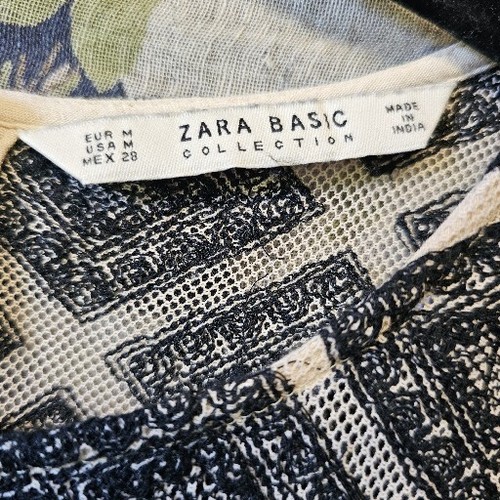 EUR M
USA M
MEX 28
ZARA BASIC
COLLECTION
MADE
IN
INDIA